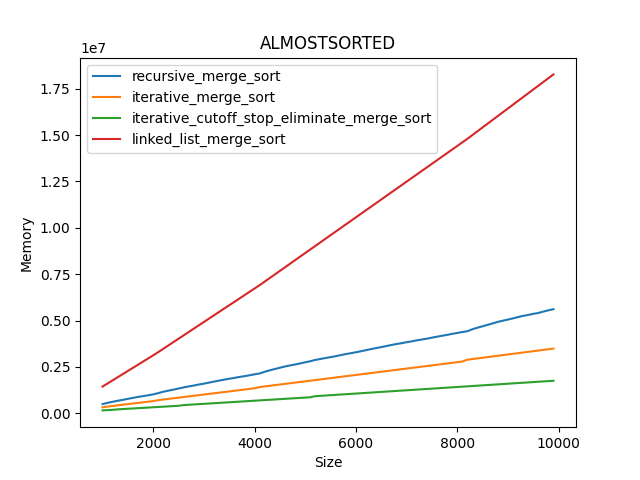 ALMOSTSORTED
1e7
recursive_merge_sort
iterative_merge_sort
iterative_cutoff_stop_eliminate_merge_sort
linked_list_merge_sort
1.75
1.50
1.25
1.00
0.75
0.50
0.25
0.00
Memory
2000 4000 6000 8000 10000
Size